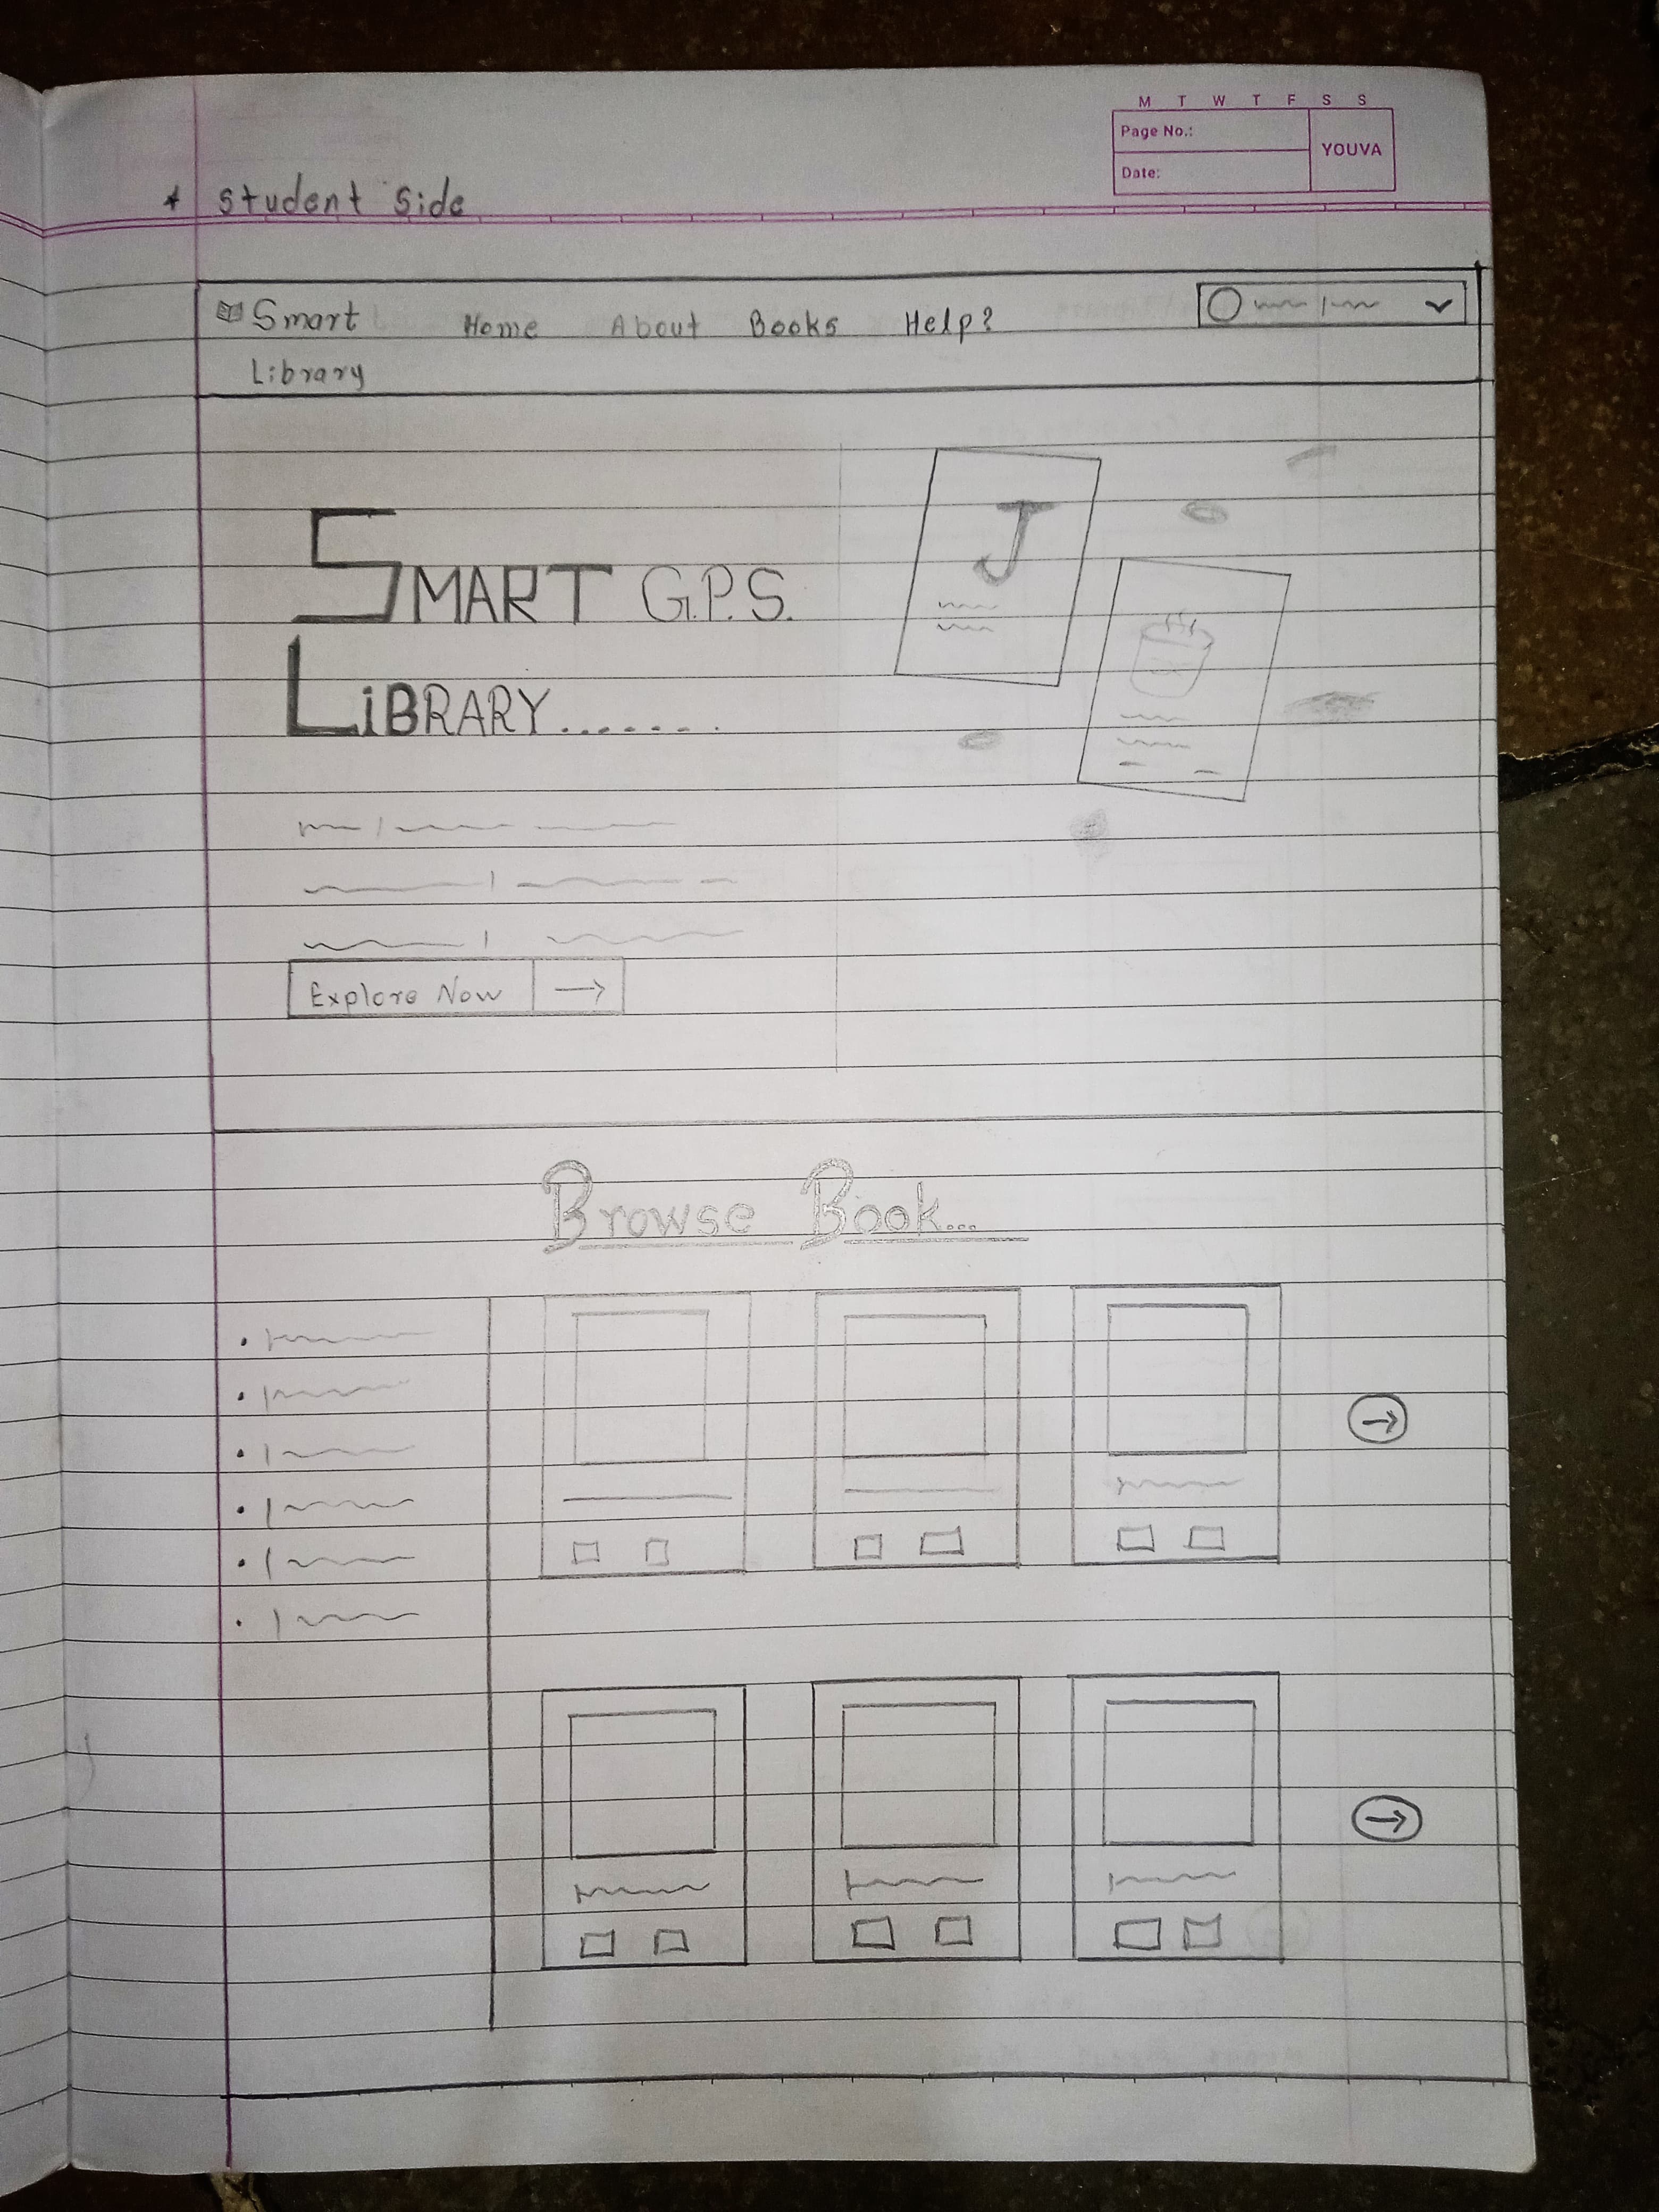 M T W T F S S
Page No.:
YOUVA
Date:
* Student Side
Smart Home About Books Help?
Library
J
SMART G.P.S.
LiBRARY.......
Explore Now →
Browse Book...
→
→